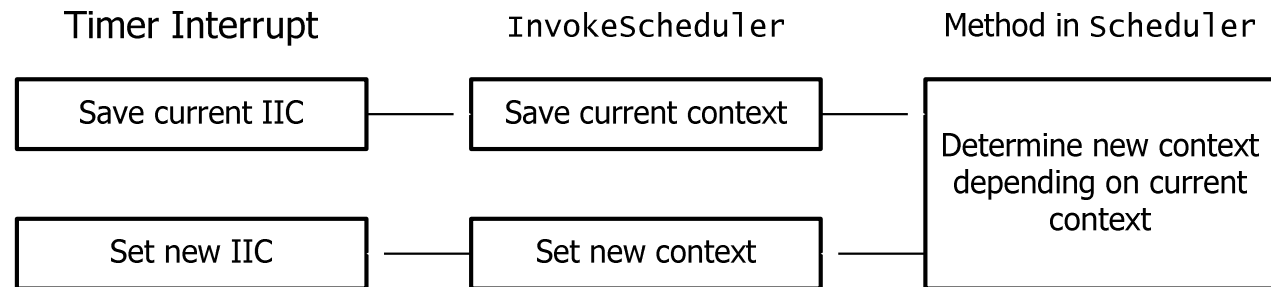 Timer Interrupt
InvokeScheduler
Method in Scheduler
Save current IIC
Save current context
Determine new context
depending on current
context
Set new IIC
Set new context